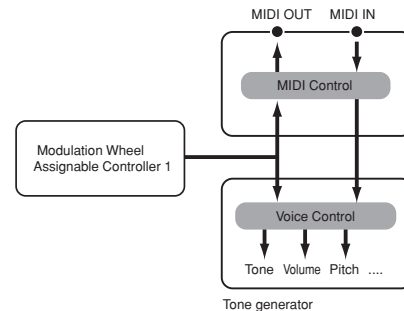 MIDI OUT MIDI IN
MIDI Control
Modulation Wheel
Assignable Controller 1
Voice Control
Tone Volume Pitch ....
Tone generator